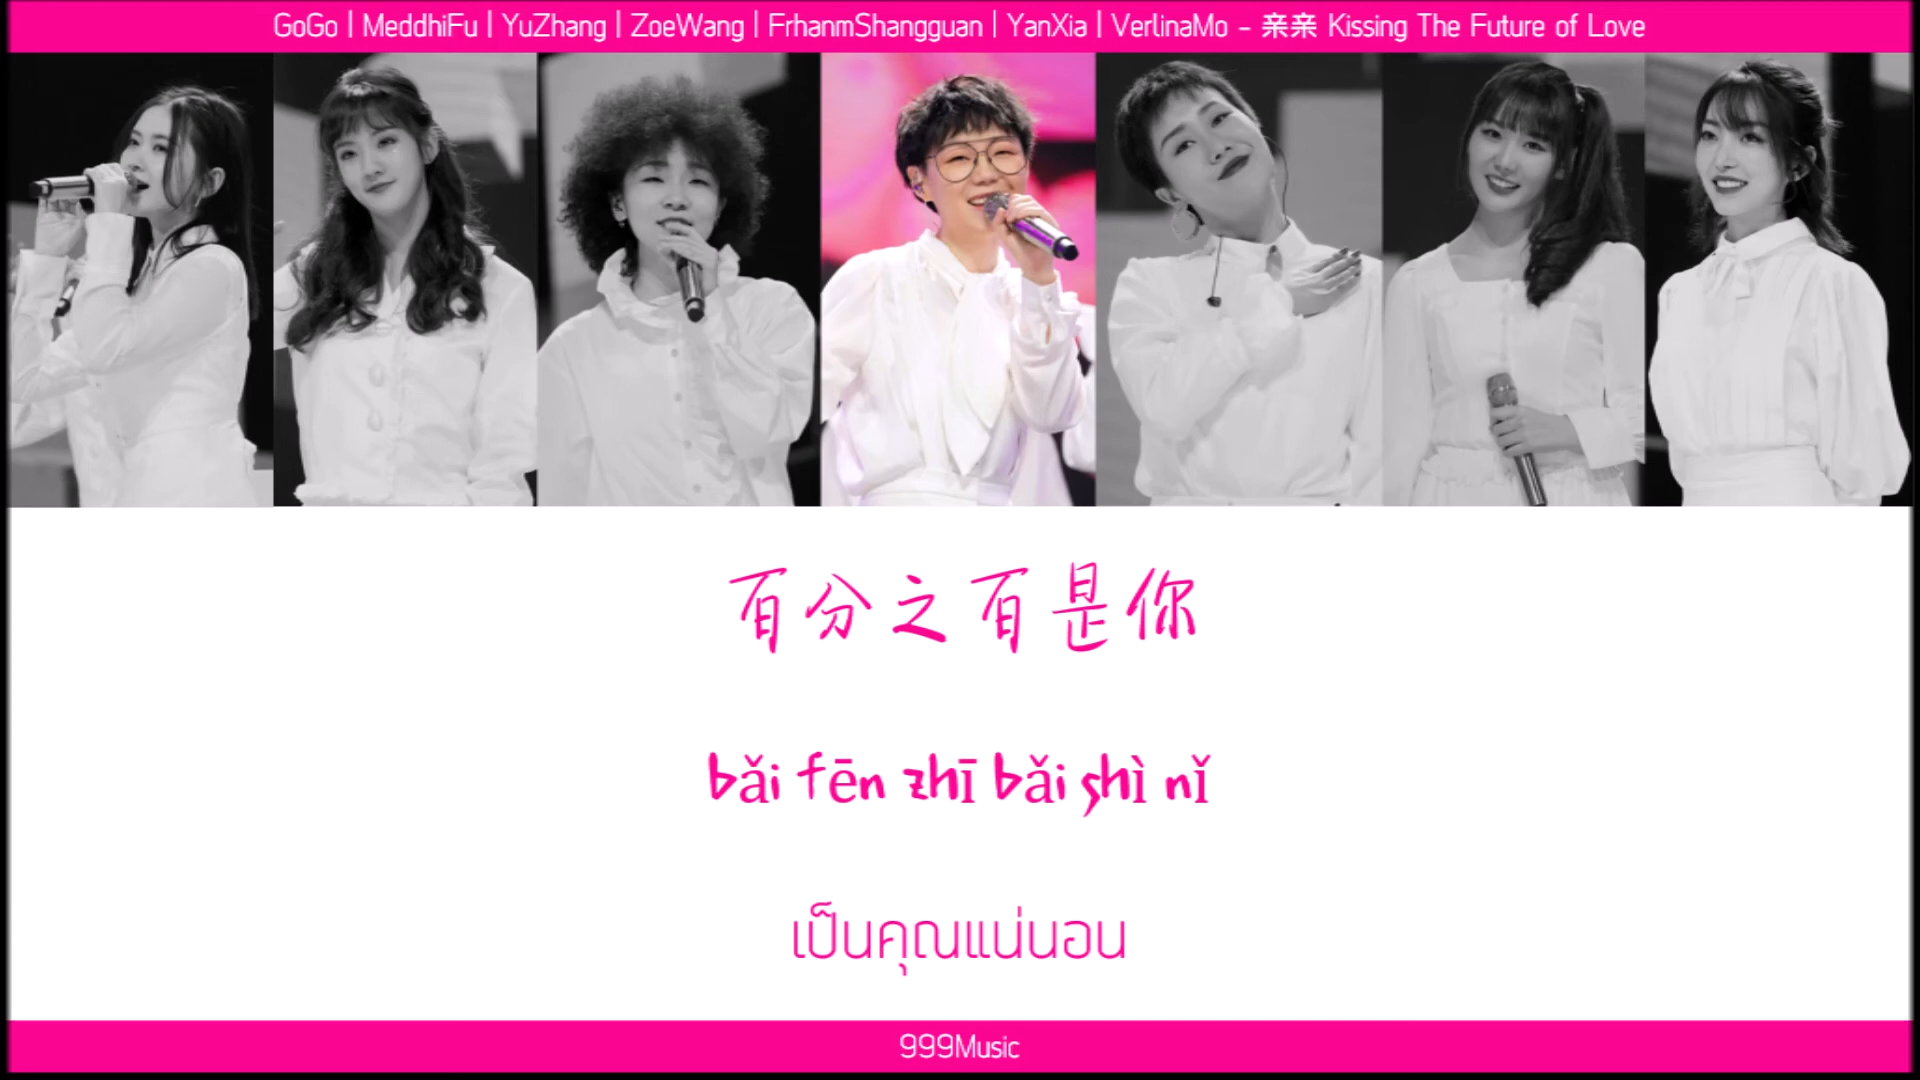 GoGo | MeddhiFu | YuZhang | ZoeWang | FrhanmShangguan | YanXia | VerlinaMo - 亲亲 Kissing The Future of Love
百分之百是你
bǎi fēn zhī bǎi shì nǐ
เป็นคุณแน่นอน
999Music